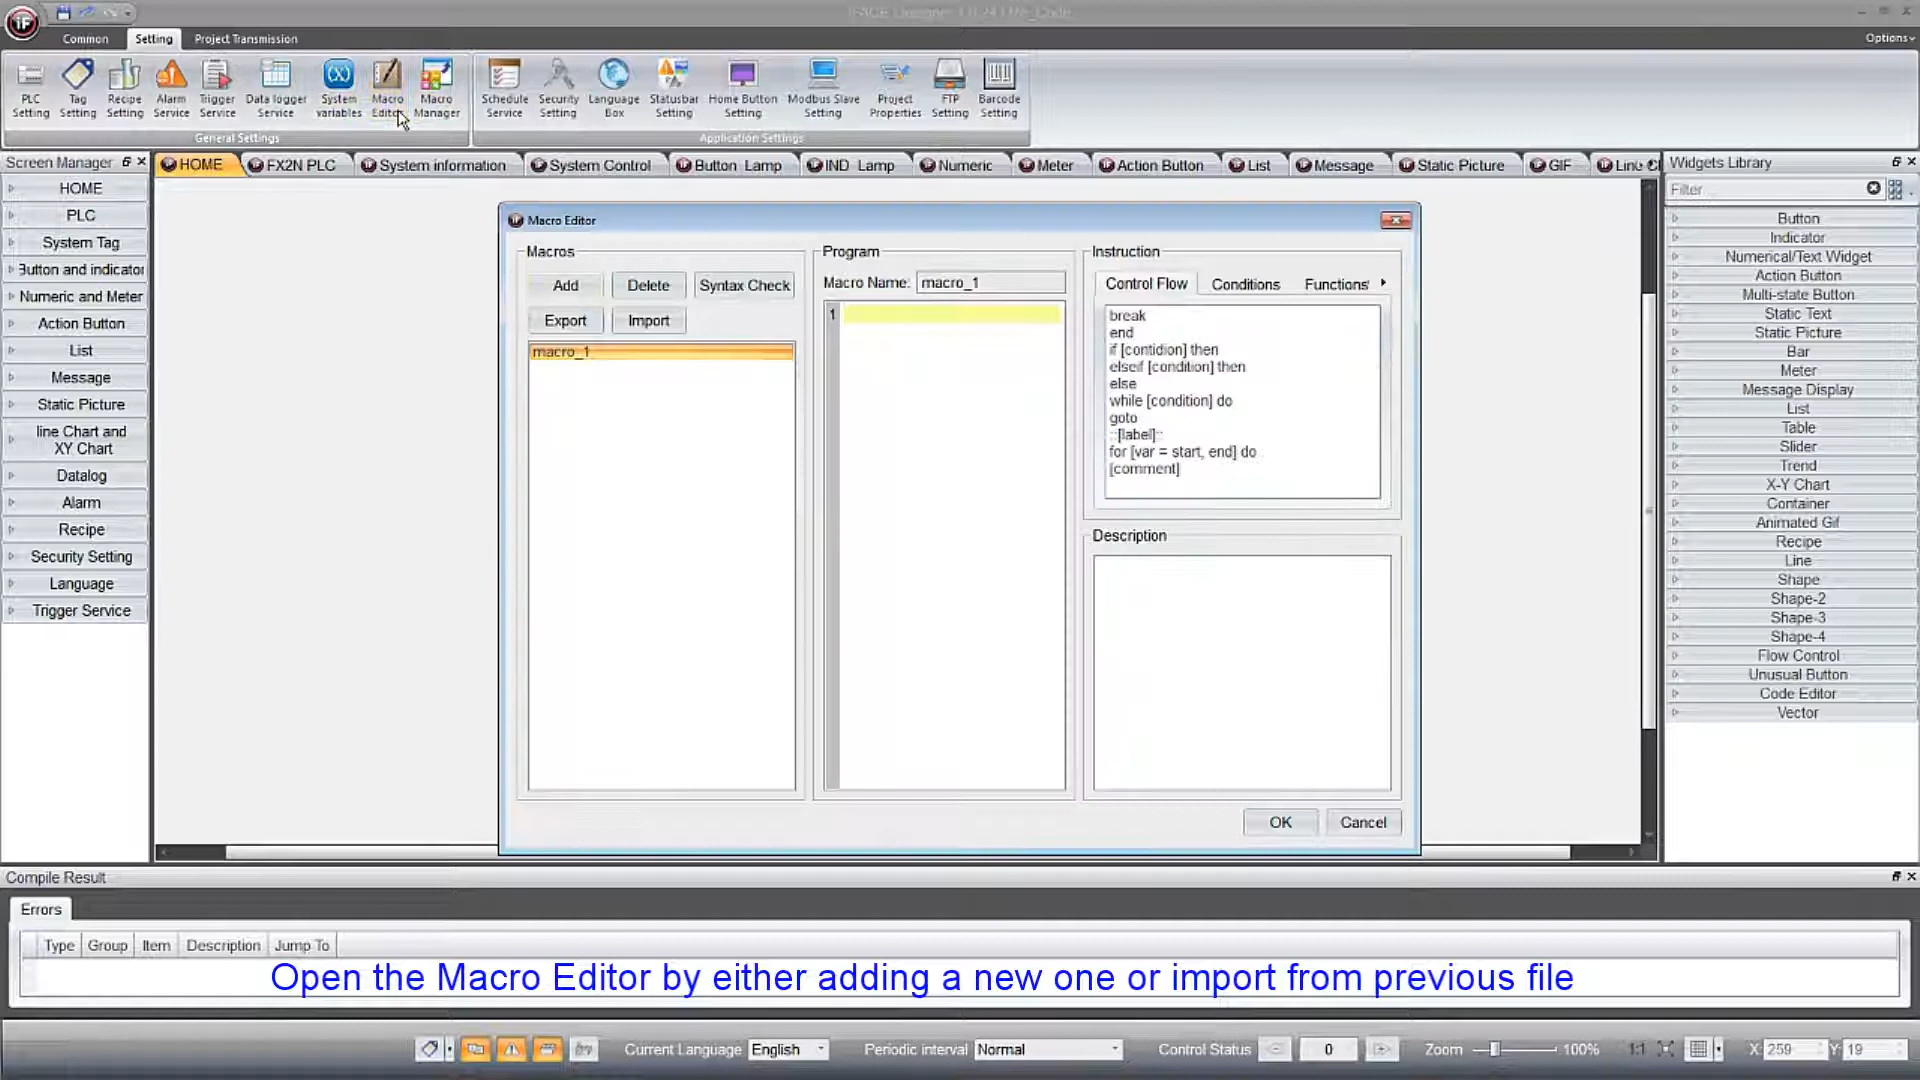 iF
Common Setting Project Transmission
Options
PLC Setting
Tag Setting
Recipe Setting
Alarm Service
Trigger Service
Data logger Service
System variables
Macro Editor
Macro Manager
Schedule Service
Security Setting
Language Box
Statusbar Setting
Home Button Setting
Modbus Slave Setting
Project Properties
FTP Setting
Barcode Setting
General Settings
Application Settings
Screen Manager
HOME
PLC
System Tag
Button and indicator
Numeric and Meter
Action Button
List
Message
Static Picture
line Chart and
XY Chart
Datalog
Alarm
Recipe
Security Setting
Language
Trigger Service
HOME FX2N PLC System information System Control Button Lamp IND Lamp Numeric Meter Action Button List Message Static Picture GIF Line C
Macro Editor
Macros
Add Delete Syntax Check
Export Import
macro_1
Program
Macro Name: macro_1
1
Instruction
Control Flow Conditions Functions
break
end
if [contidion] then
elseif [condition] then
else
while [condition] do
goto
::[label]::
for [var = start, end] do
[comment]
Description
OK Cancel
Widgets Library
Filter
Button
Indicator
Numerical/Text Widget
Action Button
Multi-state Button
Static Text
Static Picture
Bar
Meter
Message Display
List
Table
Slider
Trend
X-Y Chart
Container
Animated Gif
Recipe
Line
Shape
Shape-2
Shape-3
Shape-4
Flow Control
Unusual Button
Code Editor
Vector
Compile Result
Errors
Type Group Item Description Jump To
Open the Macro Editor by either adding a new one or import from previous file
Current Language English Periodic interval Normal Control Status 0 Zoom 100% 1:1 X: 259 Y: 19